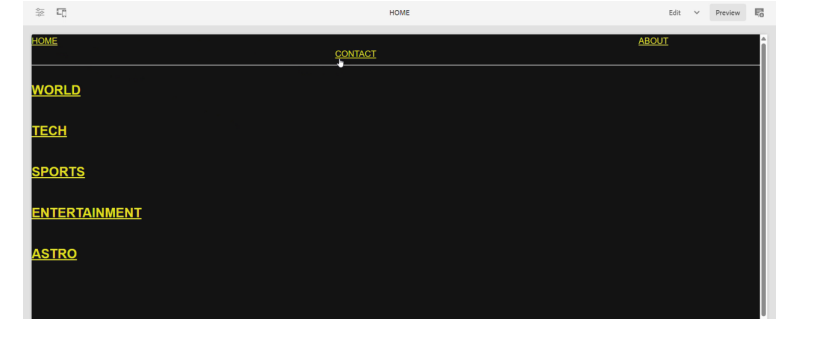 HOME Edit Preview
HOME ABOUT
CONTACT
WORLD
TECH
SPORTS
ENTERTAINMENT
ASTRO